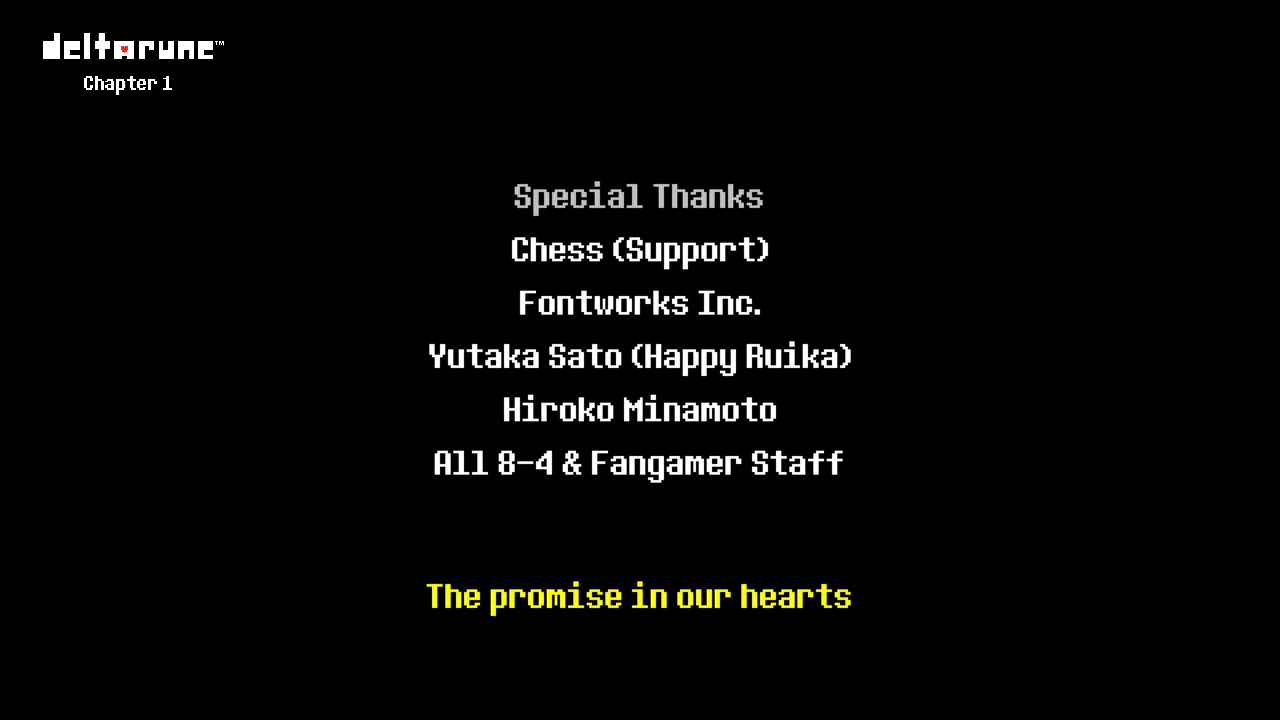 deltarune™
Chapter 1
Special Thanks
Chess (Support)
Fontworks Inc.
Yutaka Sato (Happy Ruika)
Hiroko Minamoto
All 8-4 & Fangamer Staff
The promise in our hearts